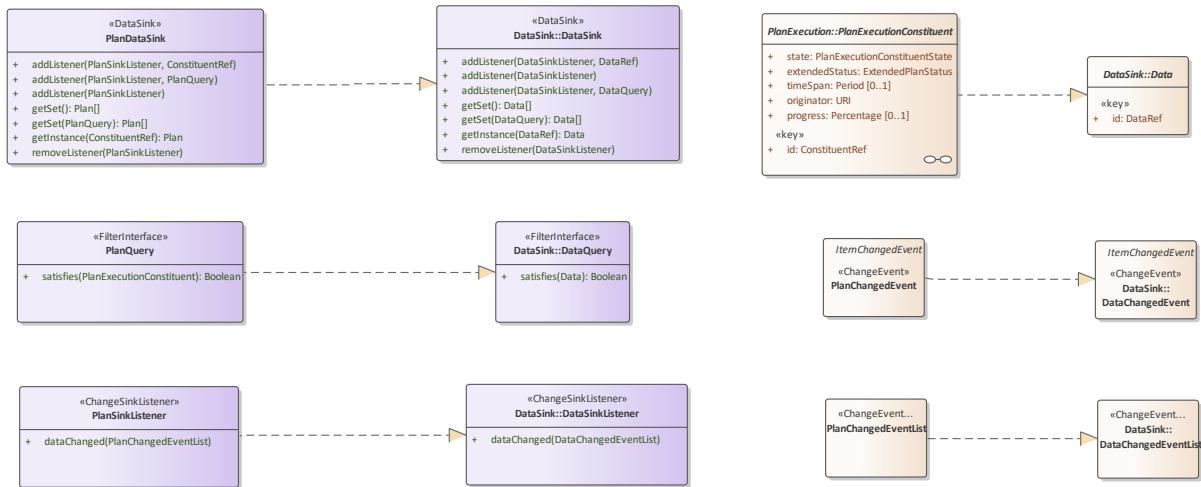 «DataSink»
PlanDataSink
+ addListener(PlanSinkListener, ConstituentRef)
+ addListener(PlanSinkListener, PlanQuery)
+ addListener(PlanSinkListener)
+ getSet(): Plan[]
+ getSet(PlanQuery): Plan[]
+ getInstance(ConstituentRef): Plan
+ removeListener(PlanSinkListener)
«DataSink»
DataSink::DataSink
+ addListener(DataSinkListener, DataRef)
+ addListener(DataSinkListener)
+ addListener(DataSinkListener, DataQuery)
+ getSet(): Data[]
+ getSet(DataQuery): Data[]
+ getInstance(DataRef): Data
+ removeListener(DataSinkListener)
PlanExecution::PlanExecutionConstituent
+ state: PlanExecutionConstituentState
+ extendedStatus: ExtendedPlanStatus
+ timeSpan: Period [0..1]
+ originator: URI
+ progress: Percentage [0..1]
«key»
+ id: ConstituentRef
DataSink::Data
«key»
+ id: DataRef
«FilterInterface»
PlanQuery
+ satisfies(PlanExecutionConstituent): Boolean
«FilterInterface»
DataSink::DataQuery
+ satisfies(Data): Boolean
ItemChangedEvent
«ChangeEvent»
PlanChangedEvent
ItemChangedEvent
«ChangeEvent»
DataSink::
DataChangedEvent
«ChangeSinkListener»
PlanSinkListener
+ dataChanged(PlanChangedEventList)
«ChangeSinkListener»
DataSink::DataSinkListener
+ dataChanged(DataChangedEventList)
«ChangeEvent...
PlanChangedEventList
«ChangeEvent...
DataSink::
DataChangedEventList